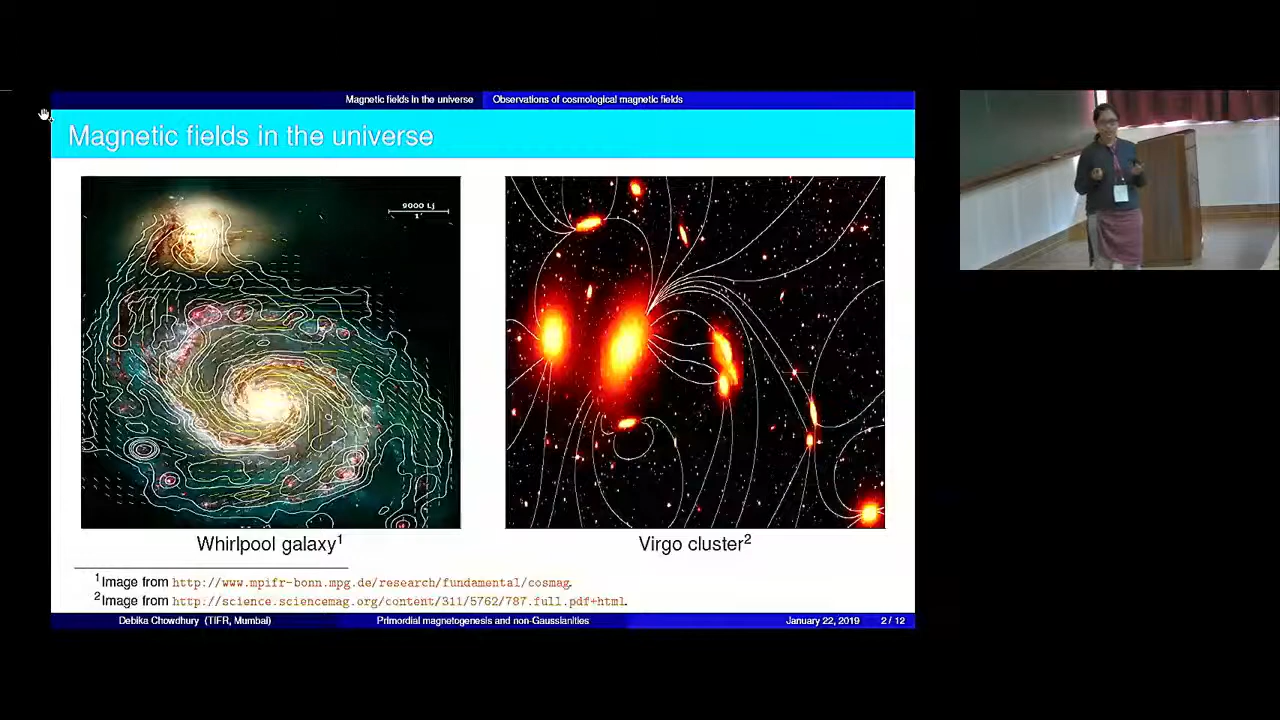 Magnetic fields in the universe
Observations of cosmological magnetic fields
Magnetic fields in the universe
9000 Lj
1'
Whirlpool galaxy¹
Virgo cluster²
¹Image from http://www.mpifr-bonn.mpg.de/research/fundamental/cosmag.
²Image from http://science.sciencemag.org/content/311/5762/787.full.pdf+html.
Debika Chowdhury (TIFR, Mumbai)
Primordial magnetogenesis and non-Gaussianities
January 22, 2019
2 / 12